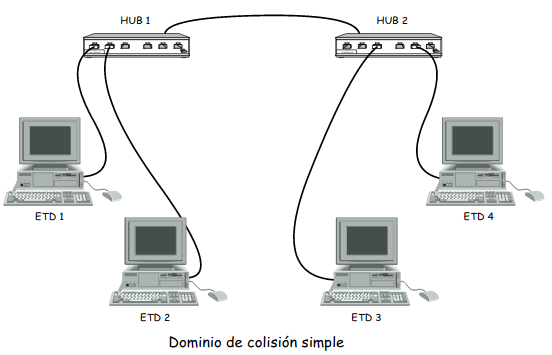 HUB 1
HUB 2
ETD 1
ETD 4
ETD 2
ETD 3
Dominio de colisión simple